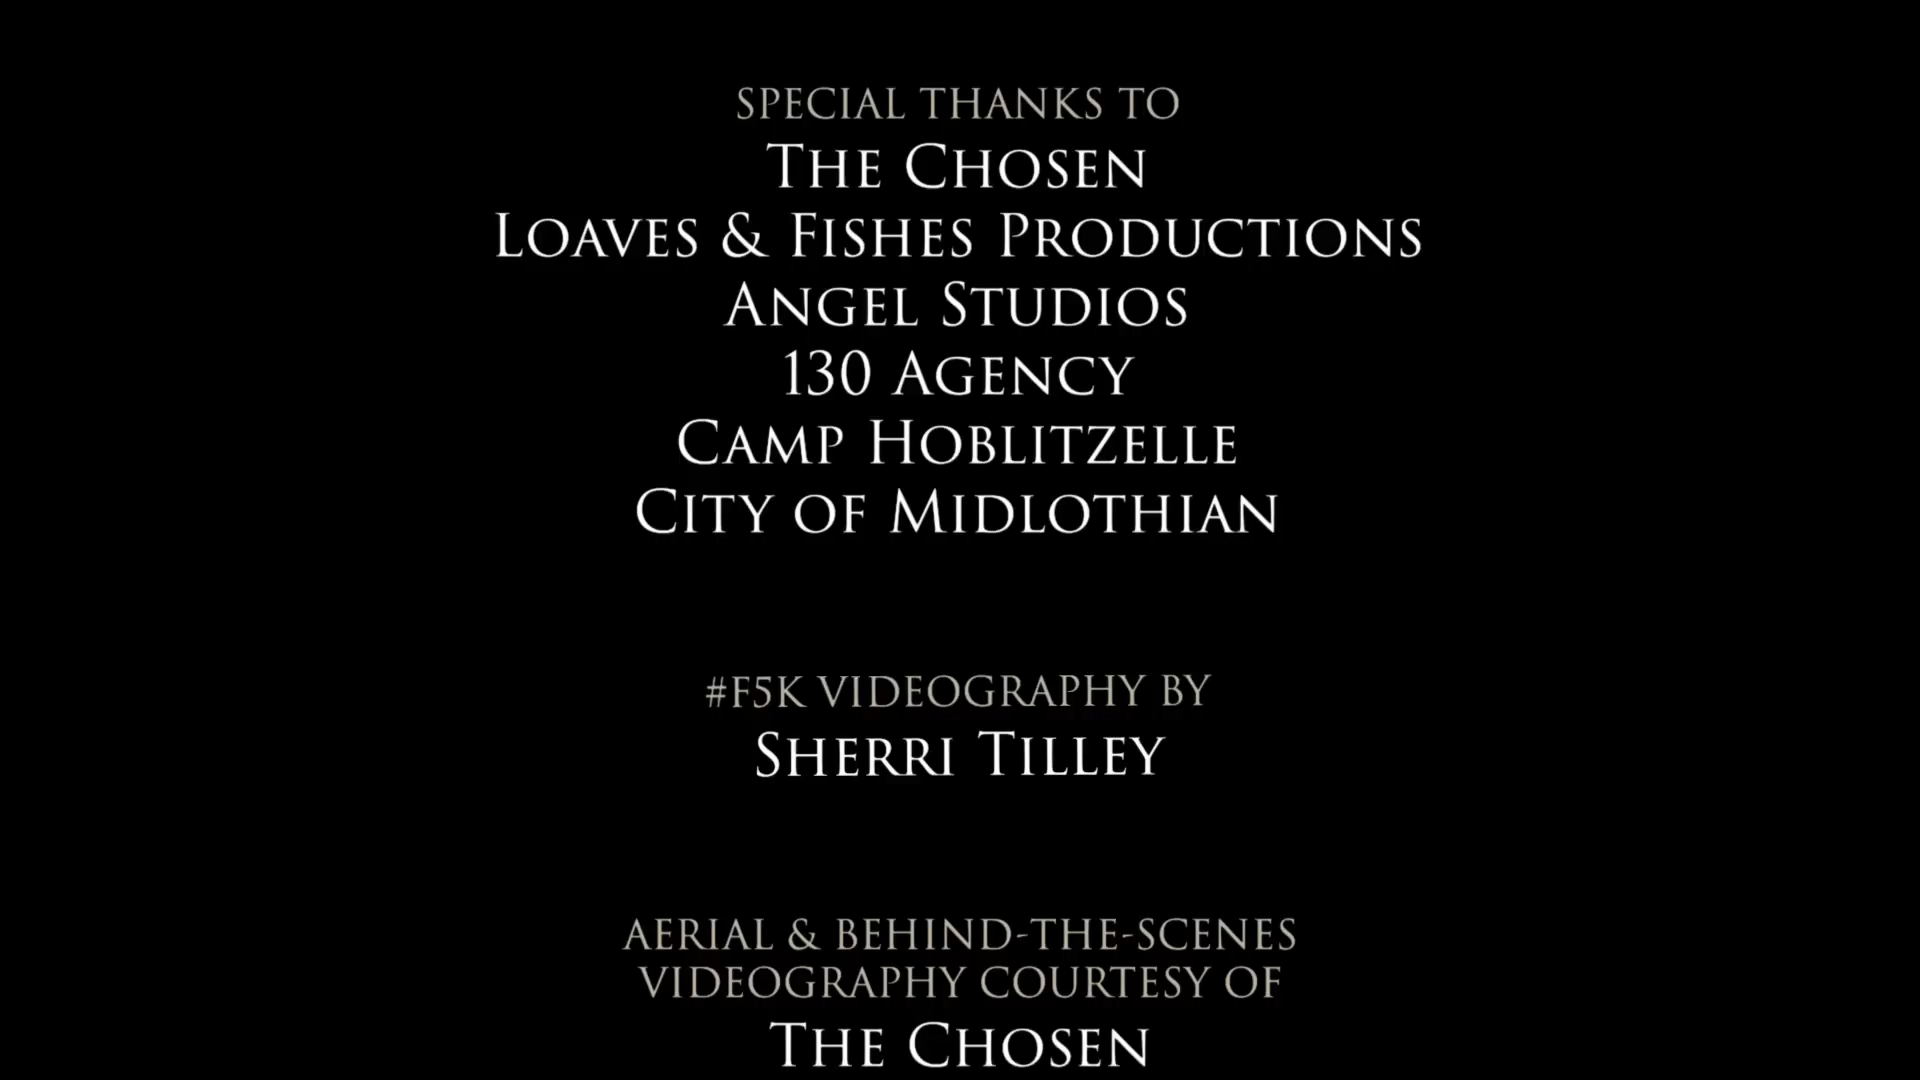 SPECIAL THANKS TO
THE CHOSEN
LOAVES & FISHES PRODUCTIONS
ANGEL STUDIOS
130 AGENCY
CAMP HOBLITZELLE
CITY OF MIDLOTHIAN
#F5K VIDEOGRAPHY BY
SHERRI TILLEY
AERIAL & BEHIND-THE-SCENES
VIDEOGRAPHY COURTESY OF
THE CHOSEN